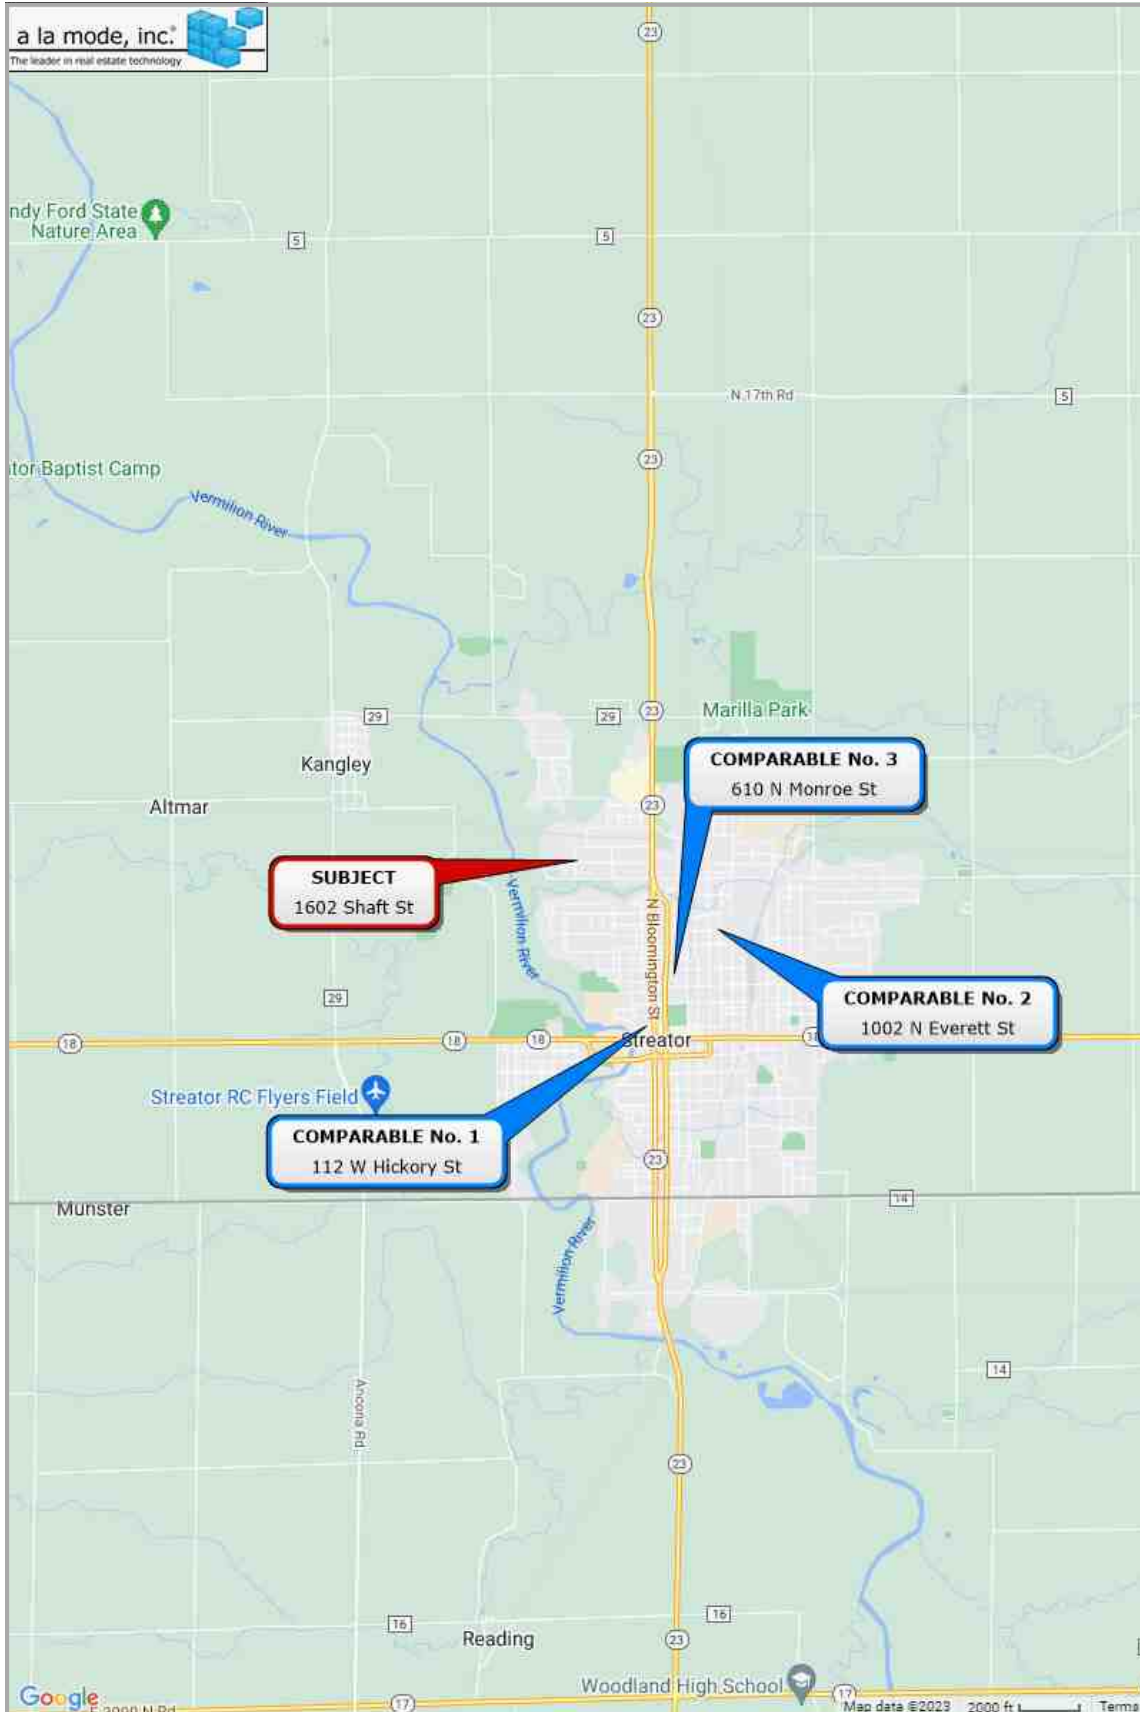 a la mode, inc.®
The leader in real estate technology
23
ndy Ford State
Nature Area
5
5
23
N 17th Rd
5
23
tor Baptist Camp
Vermilion River
29
29
23
Marilla Park
Kangley
COMPARABLE No. 3
610 N Monroe St
Altmar
23
SUBJECT
1602 Shaft St
Vermilion River
N Bloomington St
29
COMPARABLE No. 2
1002 N Everett St
18
18
18
Streator
Streator RC Flyers Field
COMPARABLE No. 1
112 W Hickory St
23
Munster
14
Vermilion River
14
Ancona Rd
23
16
16
Reading
23
Woodland High School
Google
17
17
Map data ©2023
2000 ft
Terms